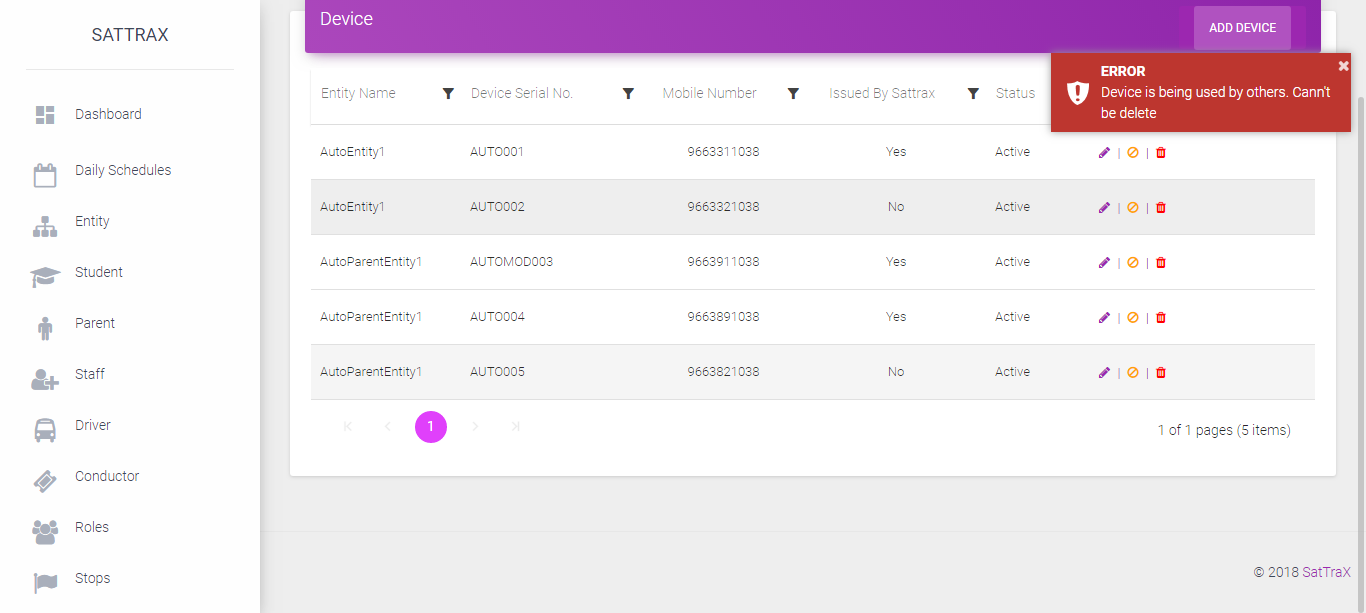 SATTRAX
Dashboard
Daily Schedules
Entity
Student
Parent
Staff
Driver
Conductor
Roles
Stops
Device
ADD DEVICE
ERROR
Device is being used by others. Cann't
be delete
Entity Name Device Serial No. Mobile Number Issued By Sattrax Status
AutoEntity1 AUTO001 9663311038 Yes Active
AutoEntity1 AUTO002 9663321038 No Active
AutoParentEntity1 AUTOMOD003 9663911038 Yes Active
AutoParentEntity1 AUTO004 9663891038 Yes Active
AutoParentEntity1 AUTO005 9663821038 No Active
1
1 of 1 pages (5 items)
© 2018 SatTraX